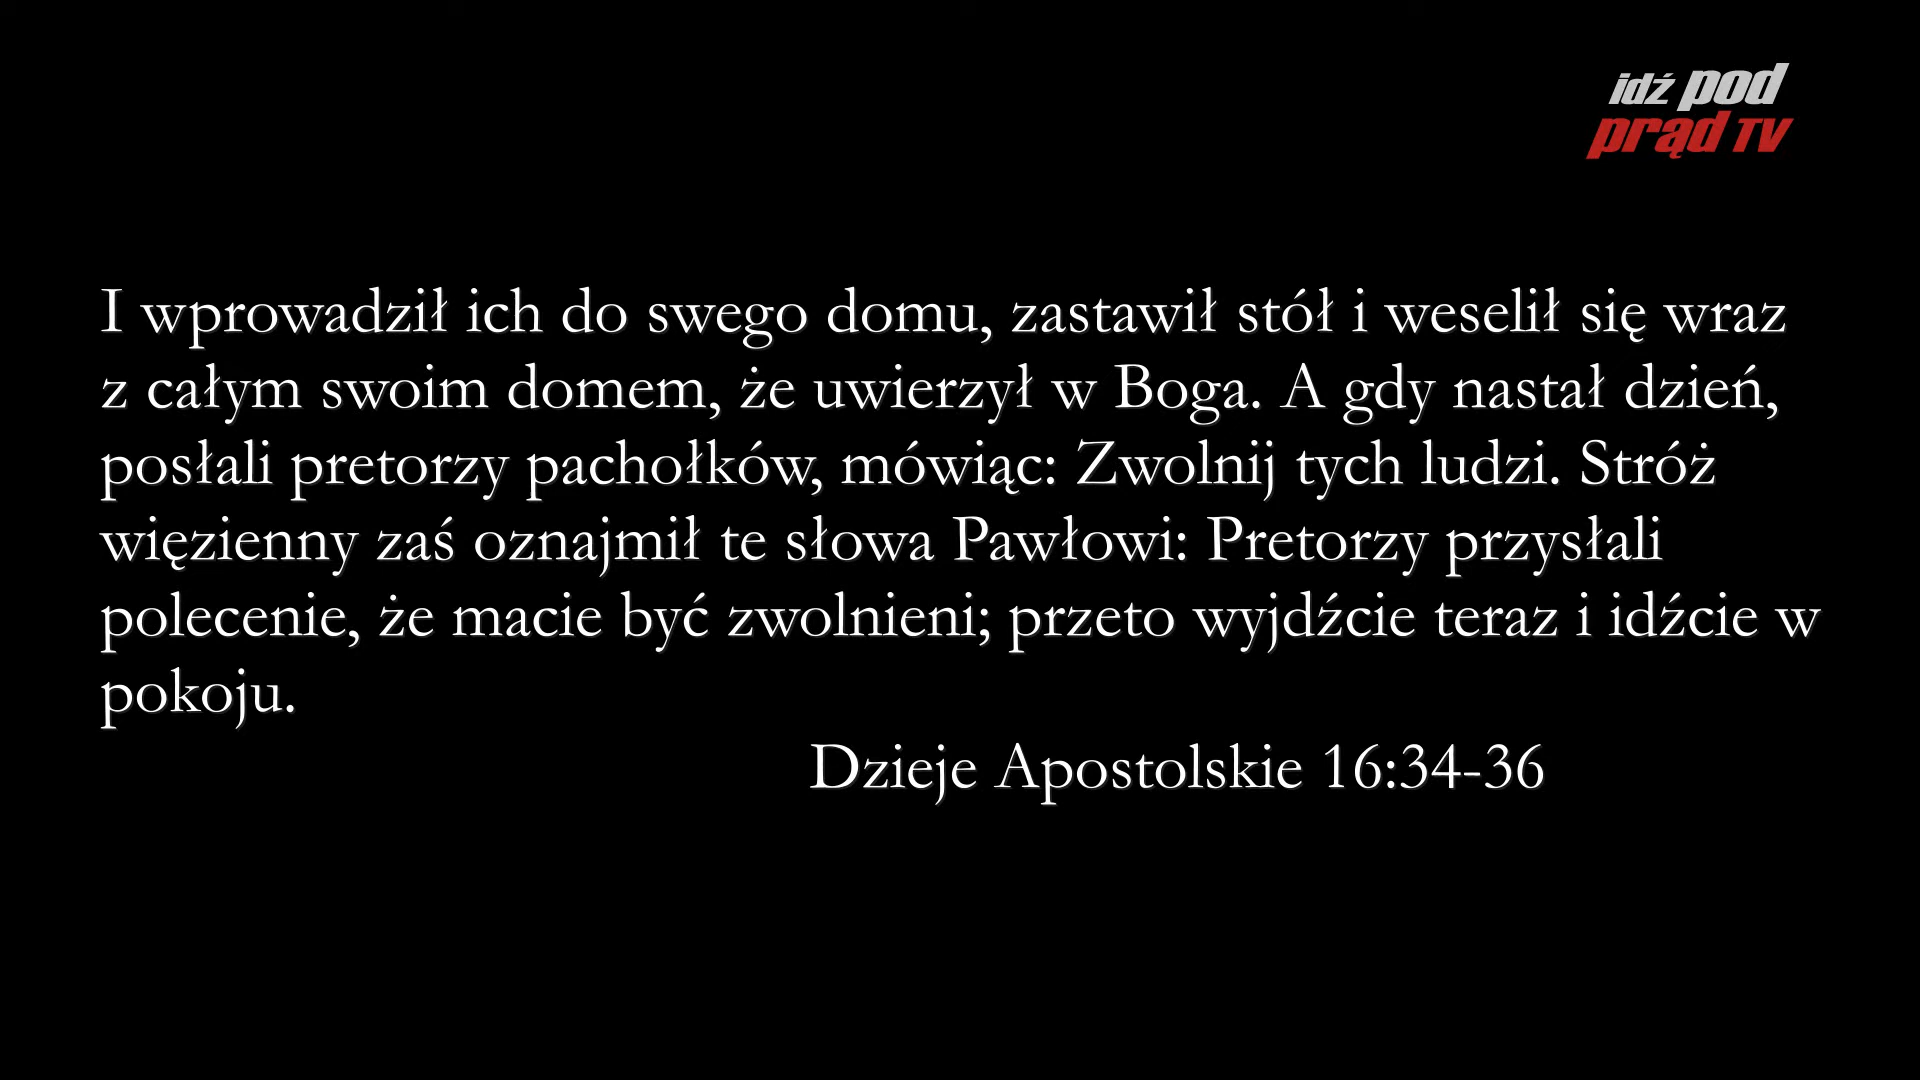 idź pod
prąd TV
I wprowadził ich do swego domu, zastawił stół i weselił się wraz
z całym swoim domem, że uwierzył w Boga. A gdy nastał dzień,
posłali pretorzy pachołków, mówiąc: Zwolnij tych ludzi. Stróż
więzienny zaś oznajmił te słowa Pawłowi: Pretorzy przysłali
polecenie, że macie być zwolnieni; przeto wyjdźcie teraz i idźcie w
pokoju.
Dzieje Apostolskie 16:34-36